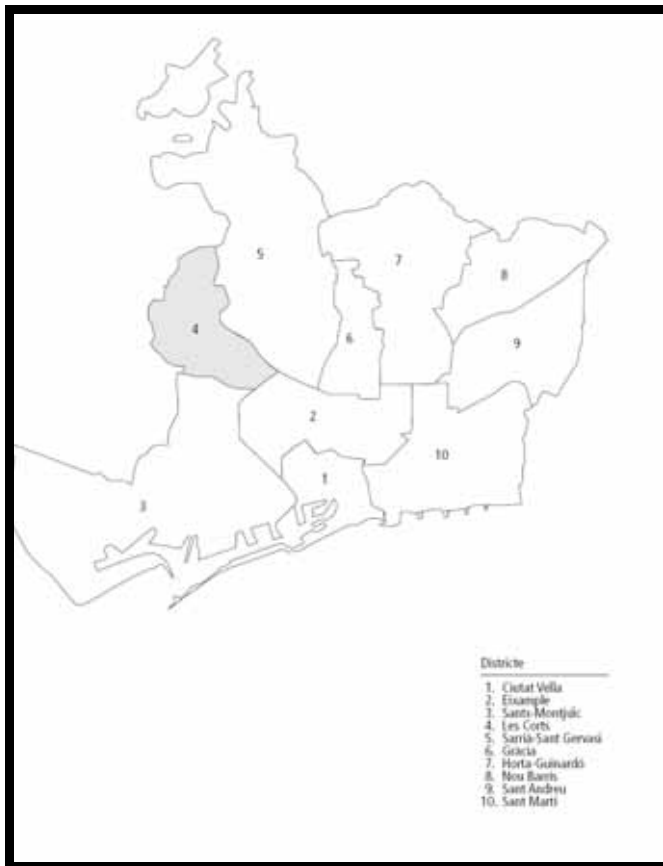 5
7
8
4
6
9
2
10
1
3
Districte
1. Ciutat Vella
2. Eixample
3. Sants-Montjuïc
4. Les Corts
5. Sarrià-Sant Gervasi
6. Gràcia
7. Horta-Guinardó
8. Nou Barris
9. Sant Andreu
10. Sant Martí